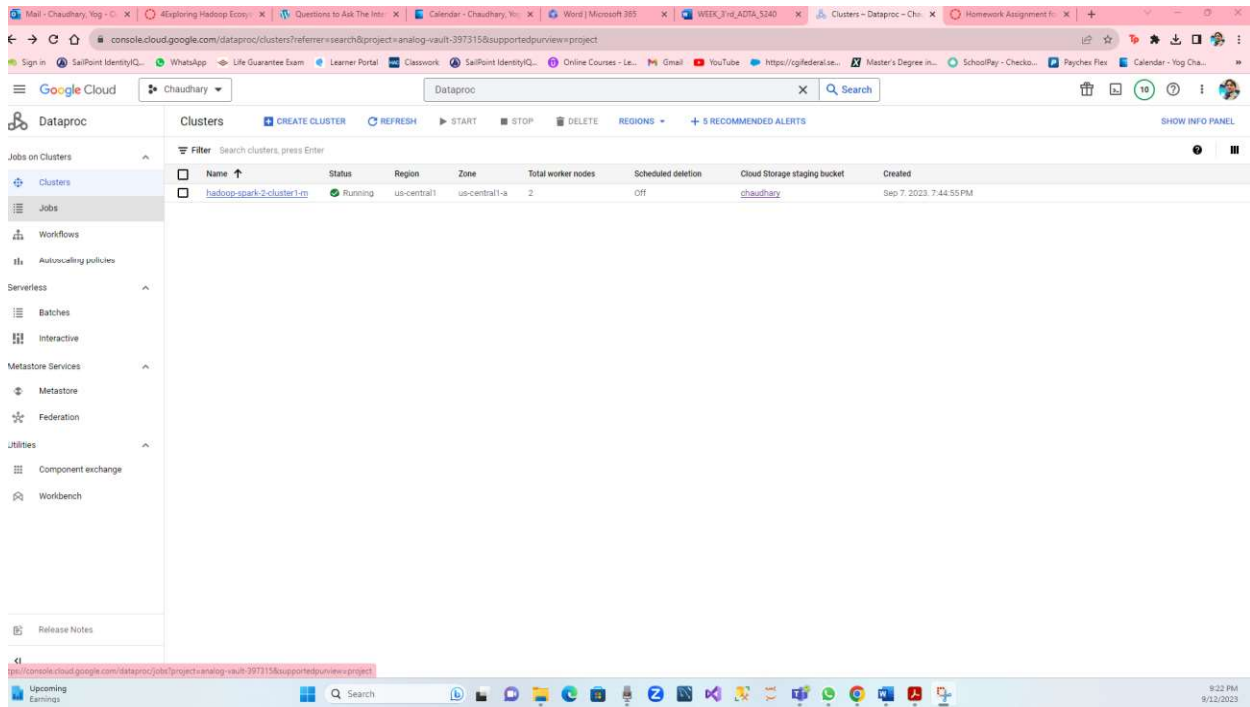 Mail - Chaudhary, Yog - O
4Exploring Hadoop Ecosys
Questions to Ask The Inte
Calendar - Chaudhary, Yog
Word | Microsoft 365
WEEK_3'rd_ADTA_5240
Clusters – Dataproc – Cha
Homework Assignment fo
console.cloud.google.com/dataproc/clusters?referrer=search&project=analog-vault-397315&supportedpurview=project
Sign in
SailPoint IdentityIQ...
WhatsApp
Life Guarantee Exam
Learner Portal
Classwork
SailPoint IdentityIQ...
Online Courses - Le...
Gmail
YouTube
https://cgifederal.se...
Master's Degree in...
SchoolPay - Checko...
Paychex Flex
Calendar - Yog Cha...
Google Cloud
Chaudhary
Dataproc
Search
10
Dataproc
Clusters
CREATE CLUSTER
REFRESH
START
STOP
DELETE
REGIONS
+ 5 RECOMMENDED ALERTS
SHOW INFO PANEL
Jobs on Clusters
Clusters
Jobs
Workflows
Autoscaling policies
Serverless
Batches
Interactive
Metastore Services
Metastore
Federation
Utilities
Component exchange
Workbench
Release Notes
Filter Search clusters, press Enter
Name Status Region Zone Total worker nodes Scheduled deletion Cloud Storage staging bucket Created
hadoop-spark-2-cluster1-m Running us-central1 us-central1-a 2 Off chaudhary Sep 7, 2023, 7:44:55 PM
tps://console.cloud.google.com/dataproc/jobs?project=analog-vault-397315&supportedpurview=project
Upcoming
Earnings
Search
9:22 PM
9/12/2023